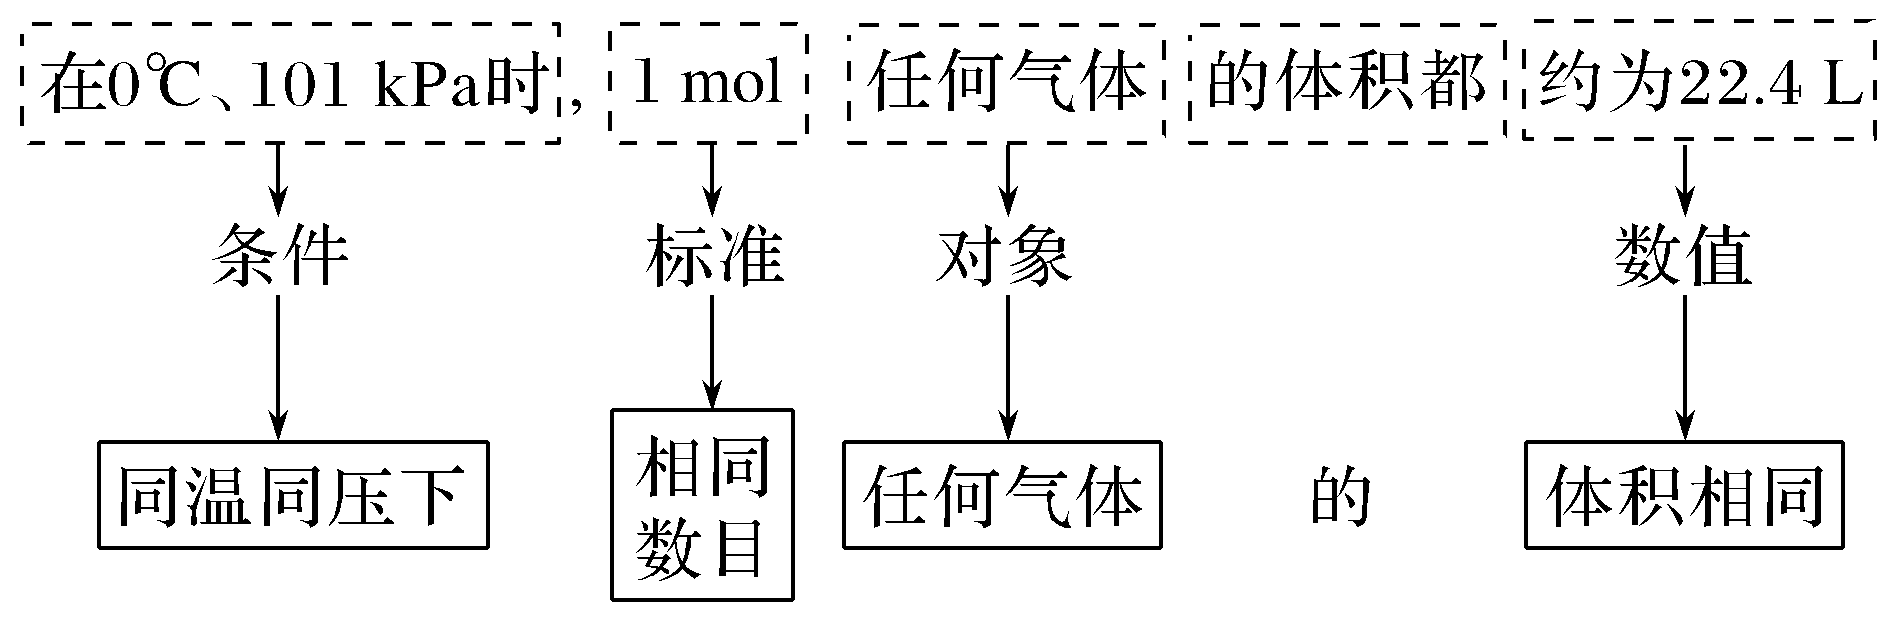 在0℃、101 kPa时, 1 mol 任何气体 的体积都 约为22.4 L
条件 标准 对象 数值
同温同压下 相同数目 任何气体 的 体积相同